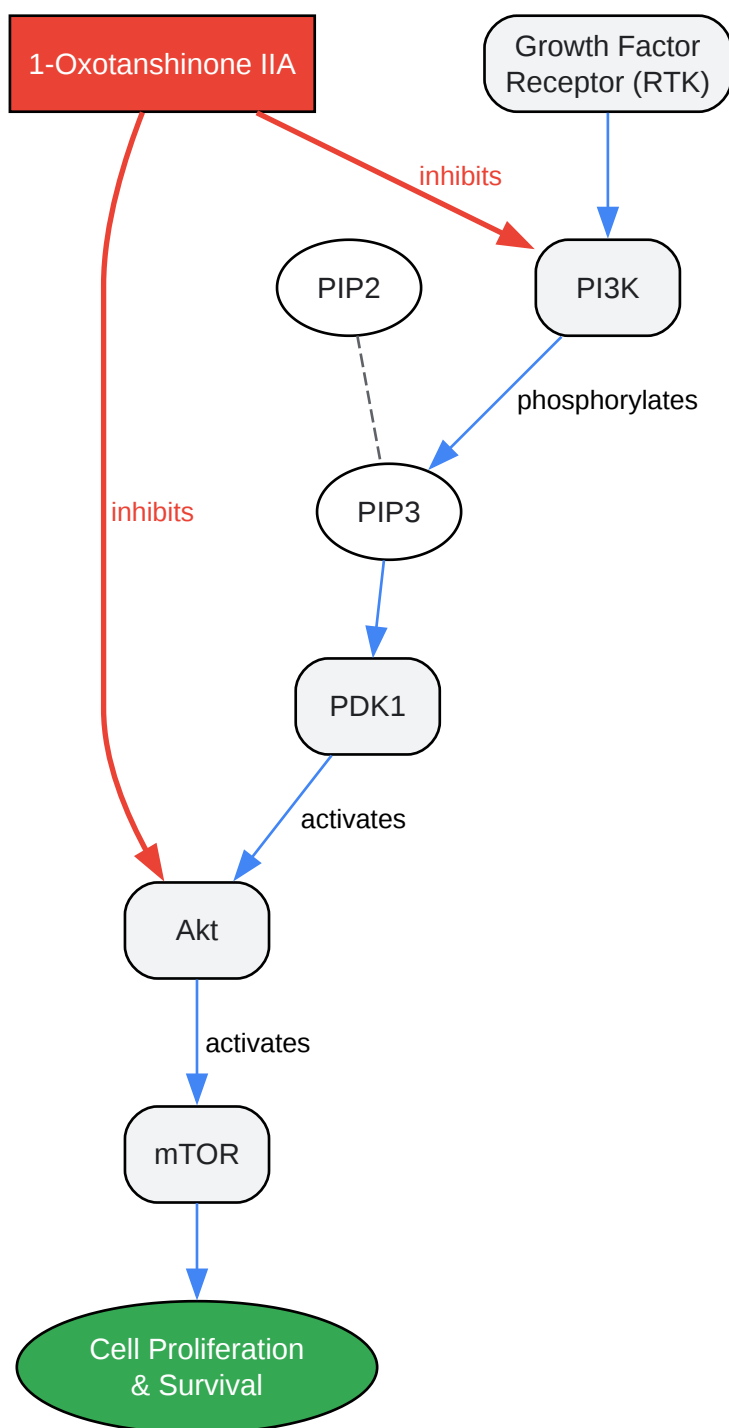 1-Oxotanshinone IIA
Growth Factor
Receptor (RTK)
inhibits
PIP2
PI3K
phosphorylates
PIP3
inhibits
PDK1
activates
Akt
activates
mTOR
Cell Proliferation
& Survival